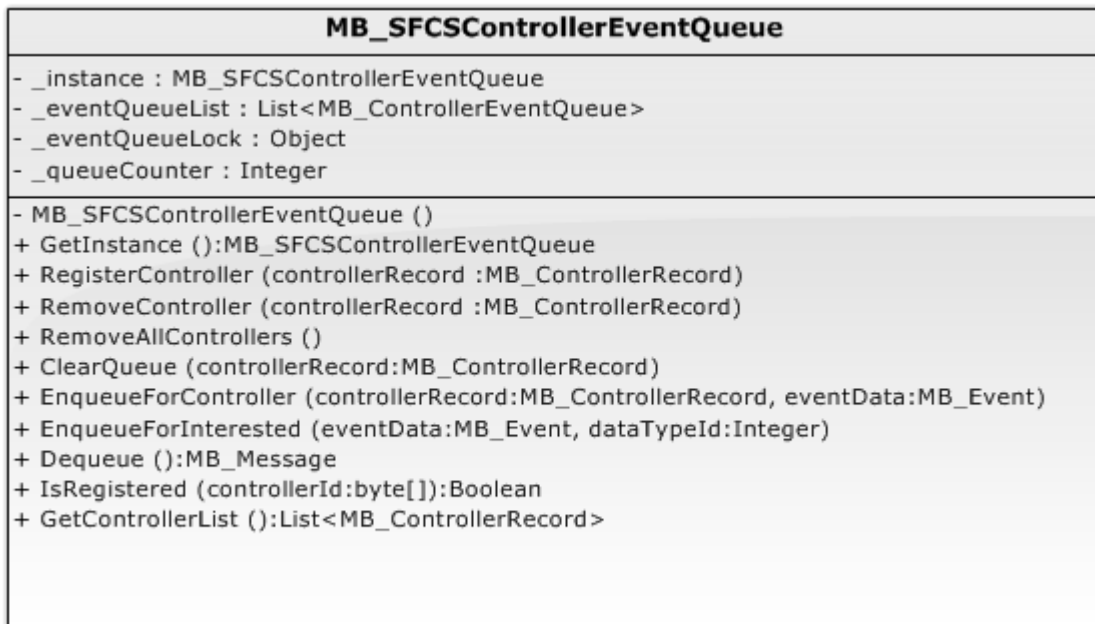 MB_SFCSControllerEventQueue
- _instance : MB_SFCSControllerEventQueue
- _eventQueueList : List<MB_ControllerEventQueue>
- _eventQueueLock : Object
- _queueCounter : Integer
- MB_SFCSControllerEventQueue ()
+ GetInstance ():MB_SFCSControllerEventQueue
+ RegisterController (controllerRecord :MB_ControllerRecord)
+ RemoveController (controllerRecord :MB_ControllerRecord)
+ RemoveAllControllers ()
+ ClearQueue (controllerRecord:MB_ControllerRecord)
+ EnqueueForController (controllerRecord:MB_ControllerRecord, eventData:MB_Event)
+ EnqueueForInterested (eventData:MB_Event, dataTypeId:Integer)
+ Dequeue ():MB_Message
+ IsRegistered (controllerId:byte[]):Boolean
+ GetControllerList ():List<MB_ControllerRecord>